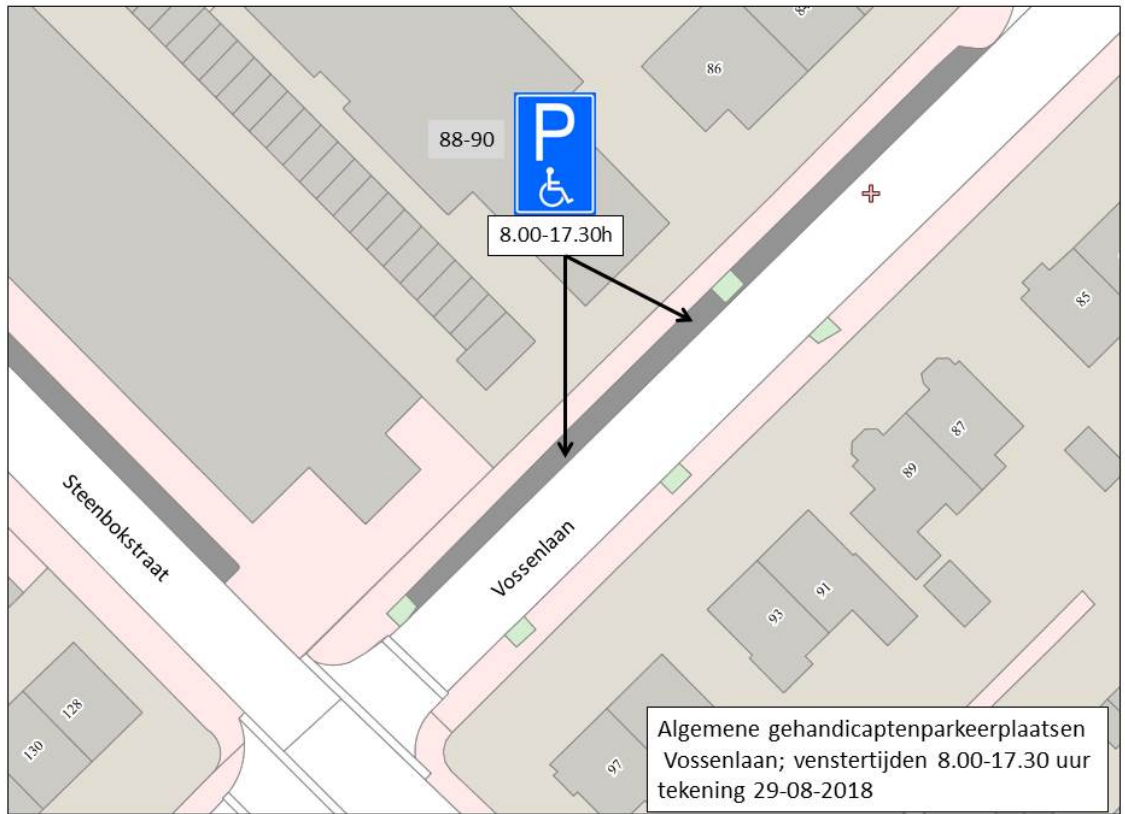 84
86
88-90
P
8.00-17.30h
85
87
89
Steenbokstraat
Vossenlaan
91
93
128
130
97
Algemene gehandicaptenparkeerplaatsen
Vossenlaan; venstertijden 8.00-17.30 uur
tekening 29-08-2018